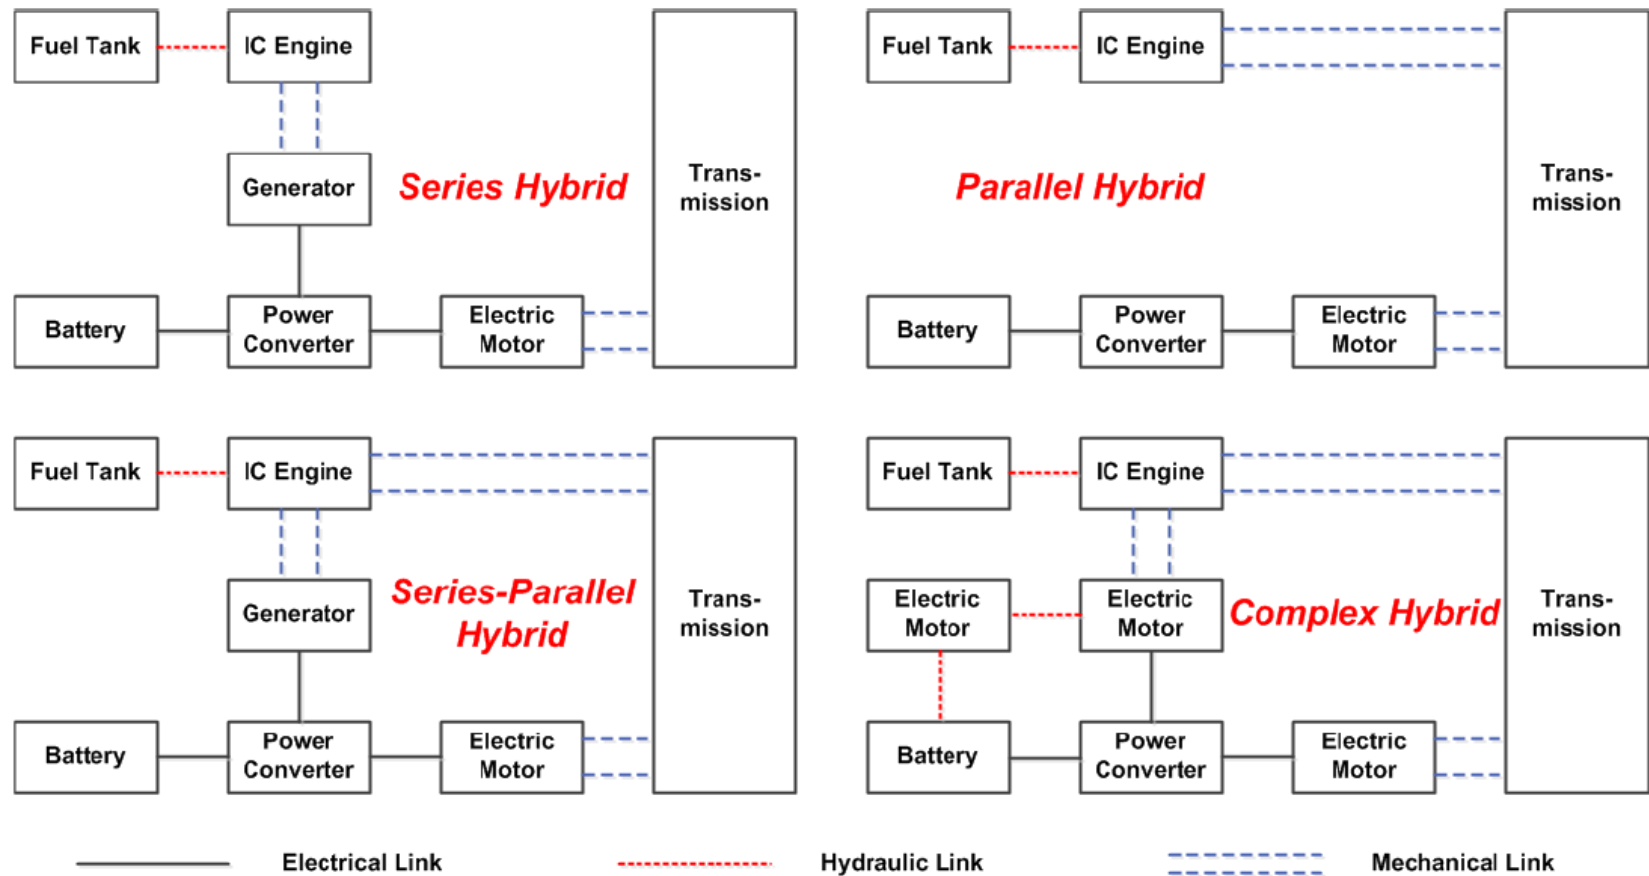 Fuel Tank
IC Engine
Generator
Series Hybrid
Trans-
mission
Battery
Power
Converter
Electric
Motor
Fuel Tank
IC Engine
Parallel Hybrid
Trans-
mission
Battery
Power
Converter
Electric
Motor
Fuel Tank
IC Engine
Generator
Series-Parallel
Hybrid
Trans-
mission
Battery
Power
Converter
Electric
Motor
Fuel Tank
IC Engine
Electric
Motor
Electric
Motor
Complex Hybrid
Trans-
mission
Battery
Power
Converter
Electric
Motor
Electrical Link
Hydraulic Link
Mechanical Link